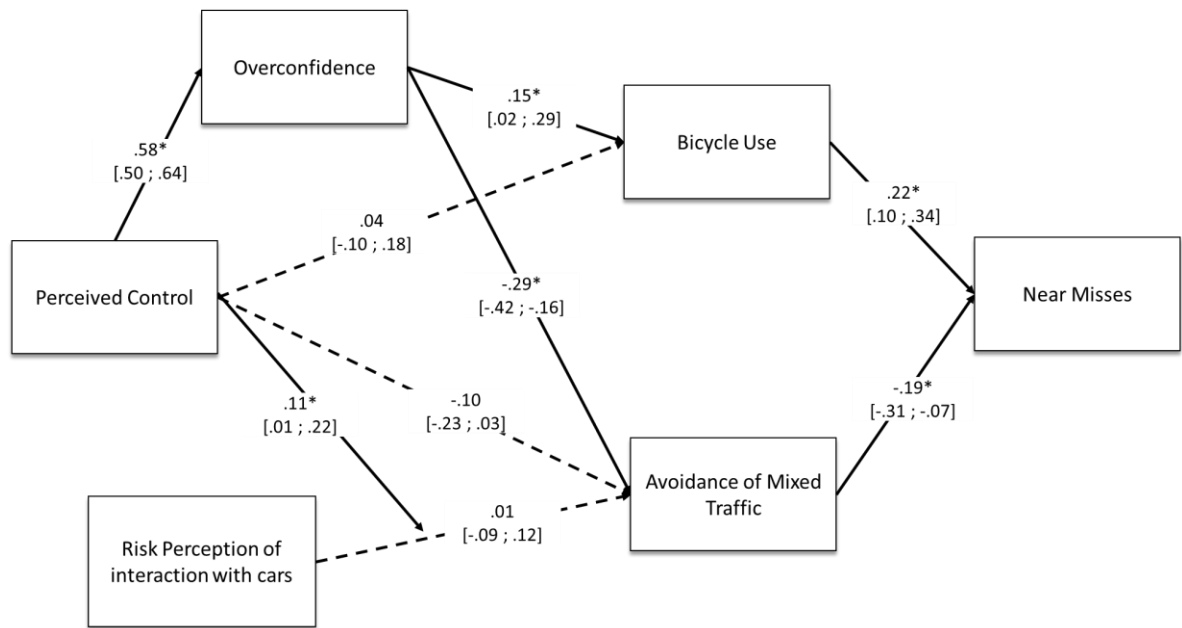 Overconfidence
.15*
[.02 ; .29]
Bicycle Use
.58*
[.50 ; .64]
.22*
[.10 ; .34]
.04
[-.10 ; .18]
Perceived Control
-.29*
[-.42 ; -.16]
Near Misses
.11*
[.01 ; .22]
-.10
[-.23 ; .03]
-.19*
[-.31 ; -.07]
Avoidance of Mixed
Traffic
.01
[-.09 ; .12]
Risk Perception of
interaction with cars